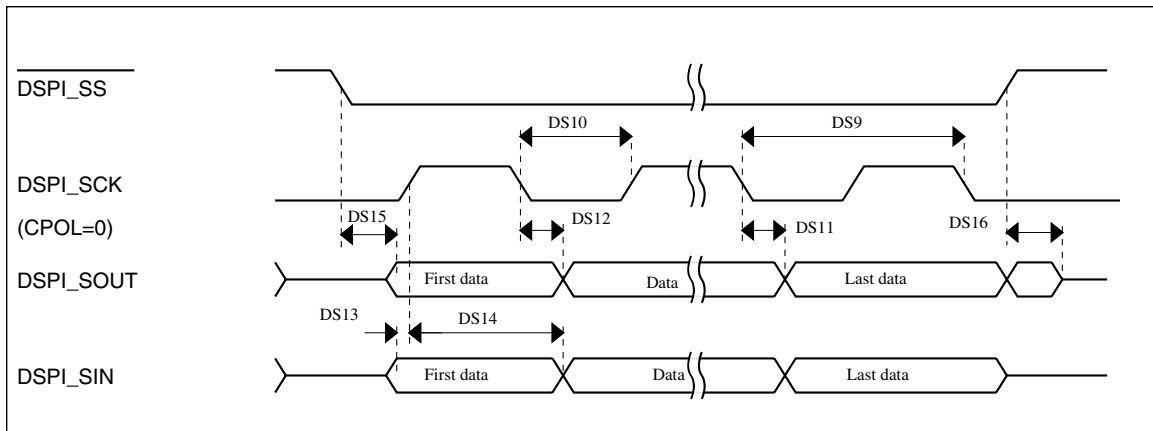 DSPI_SS
DS10
DS9
DSPI_SCK
DS15
DS12
DS11
DS16
(CPOL=0)
DSPI_SOUT
First data
Data
Last data
DS13
DS14
DSPI_SIN
First data
Data
Last data